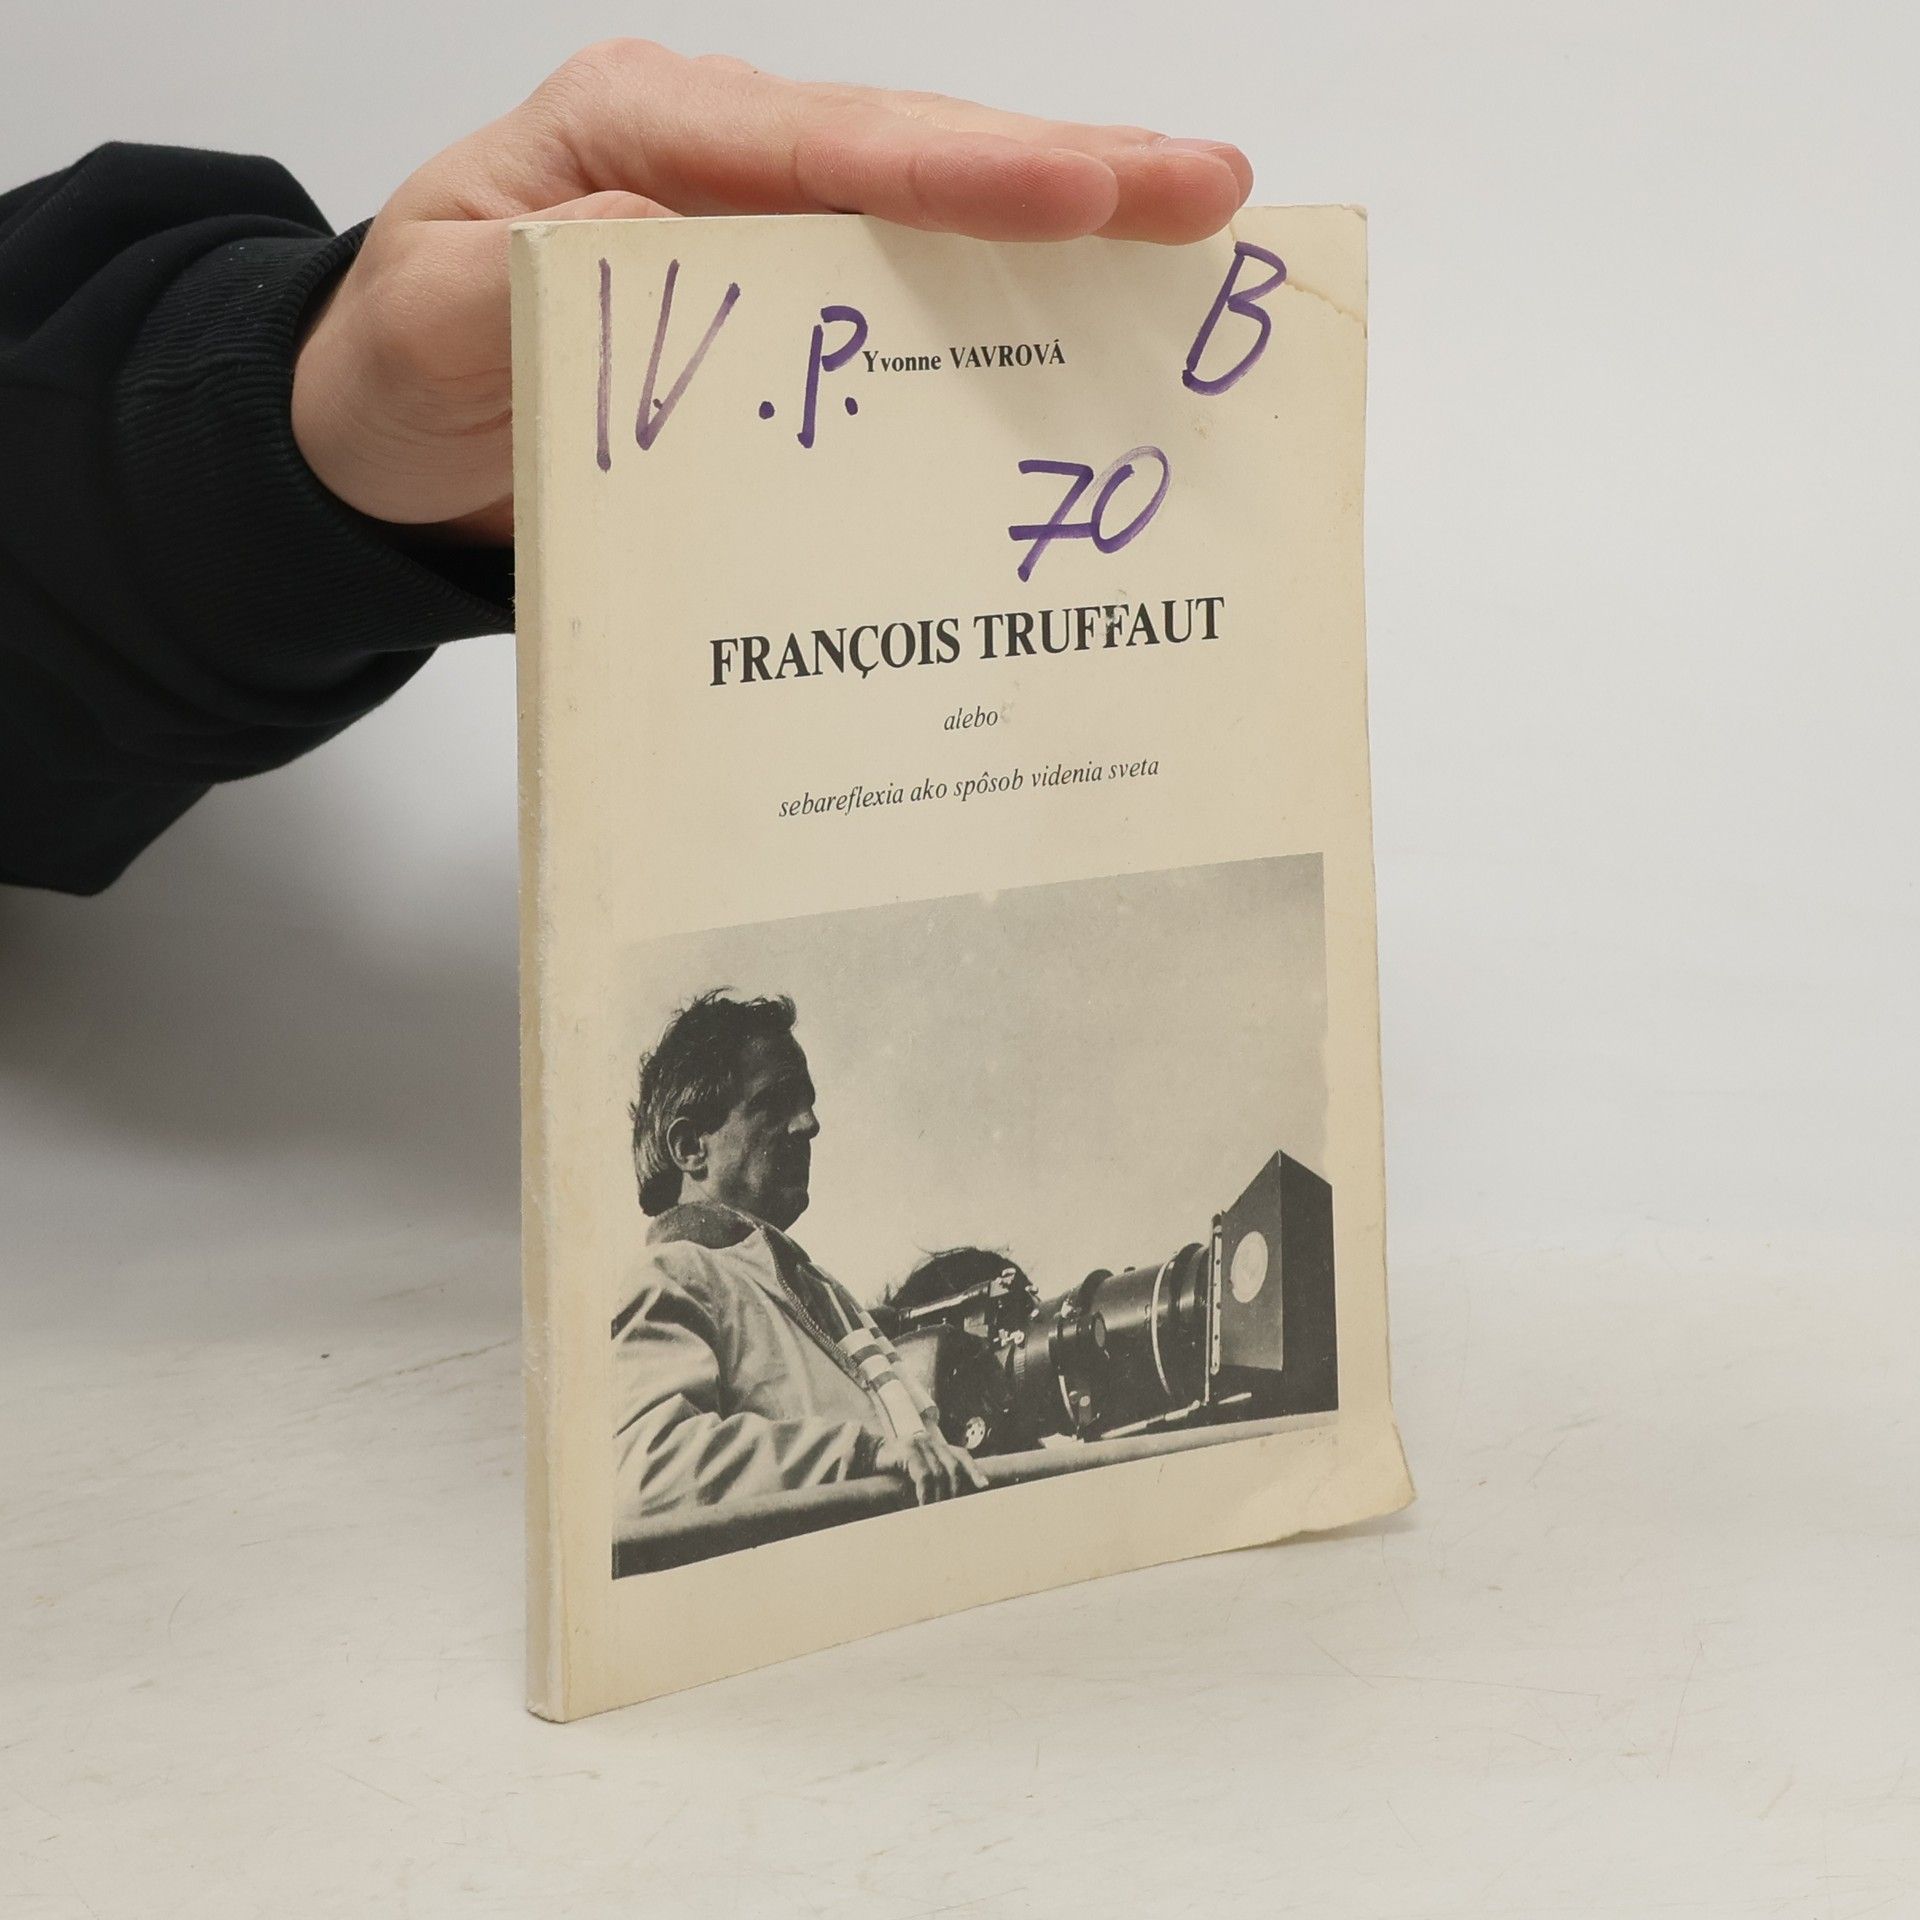 IV. P. B
Yvonne VAVROVÁ
70
FRANÇOIS TRUFFAUT
alebo
sebareflexia ako spôsob videnia sveta